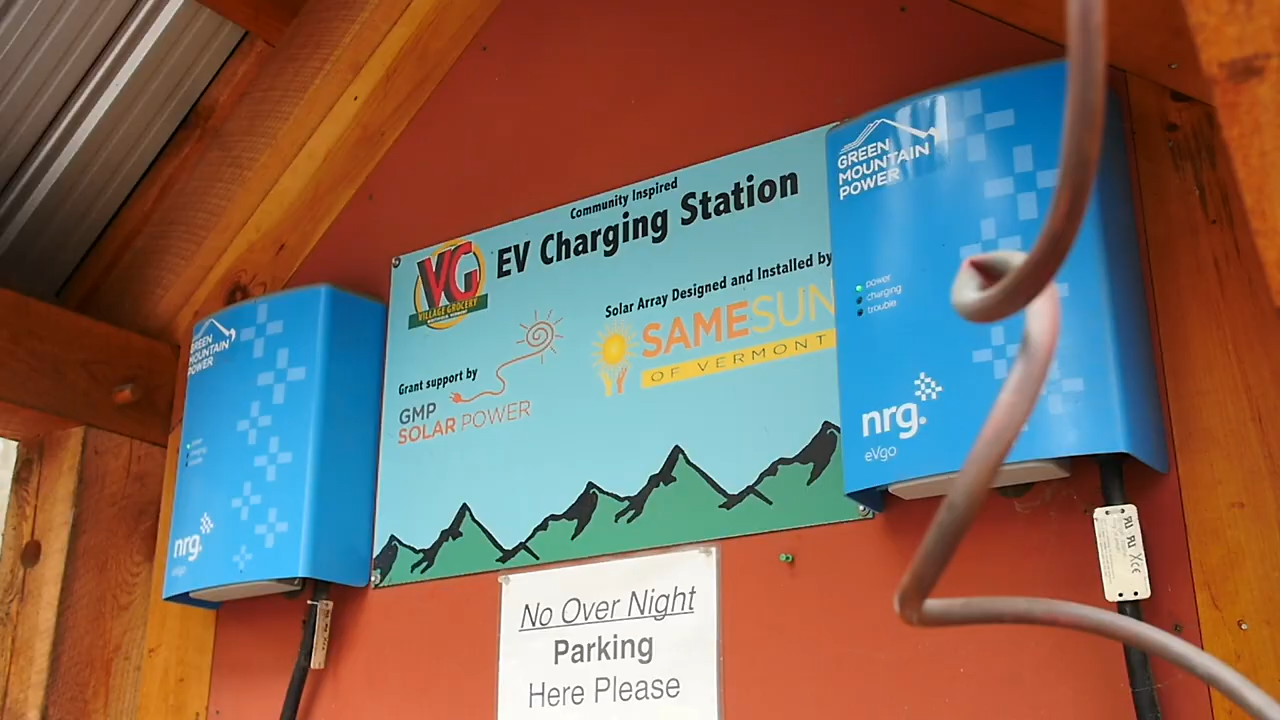 Community Inspired
EV Charging Station
VG
VILLAGE GROCERY
Solar Array Designed and Installed by
SAMESUN
OF VERMONT
Grant support by
GMP
SOLAR POWER
GREEN
MOUNTAIN
POWER
nrg.
GREEN
MOUNTAIN
POWER
power
charging
trouble
nrg.
eVgo
No Over Night
Parking
Here Please